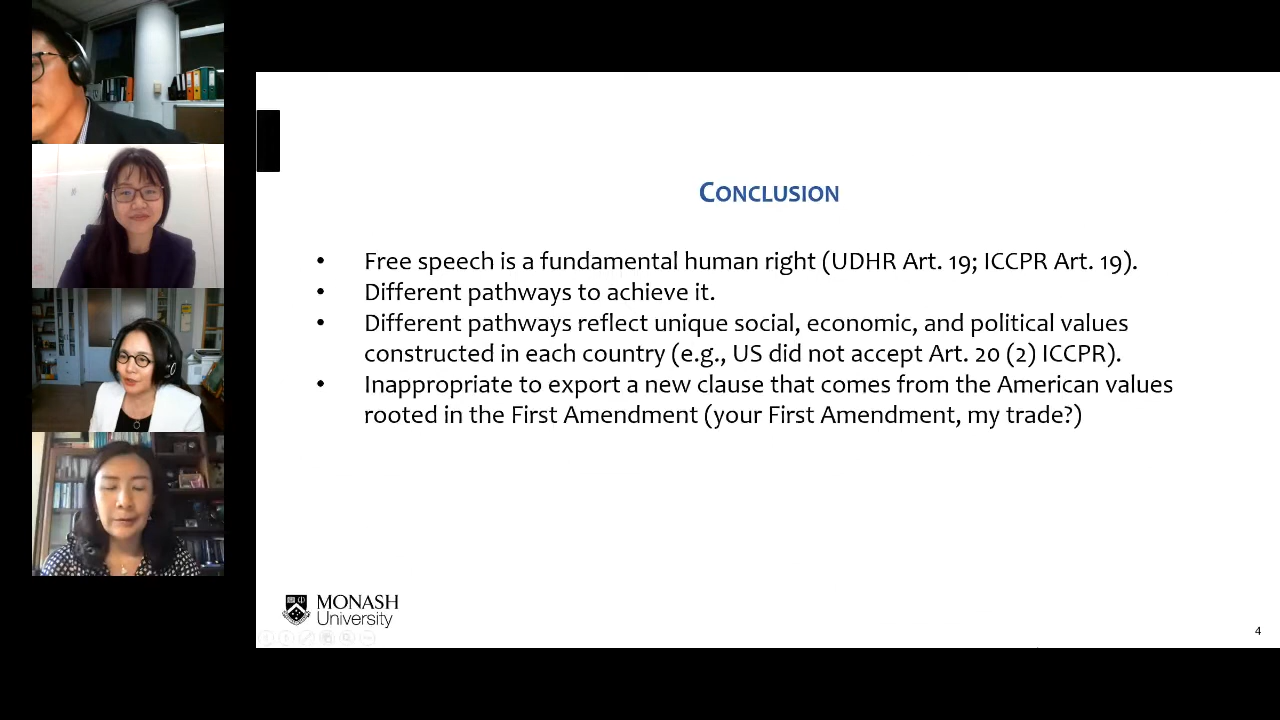 CONCLUSION
• Free speech is a fundamental human right (UDHR Art. 19; ICCPR Art. 19).
• Different pathways to achieve it.
• Different pathways reflect unique social, economic, and political values
constructed in each country (e.g., US did not accept Art. 20 (2) ICCPR).
• Inappropriate to export a new clause that comes from the American values
rooted in the First Amendment (your First Amendment, my trade?)
MONASH
University
4